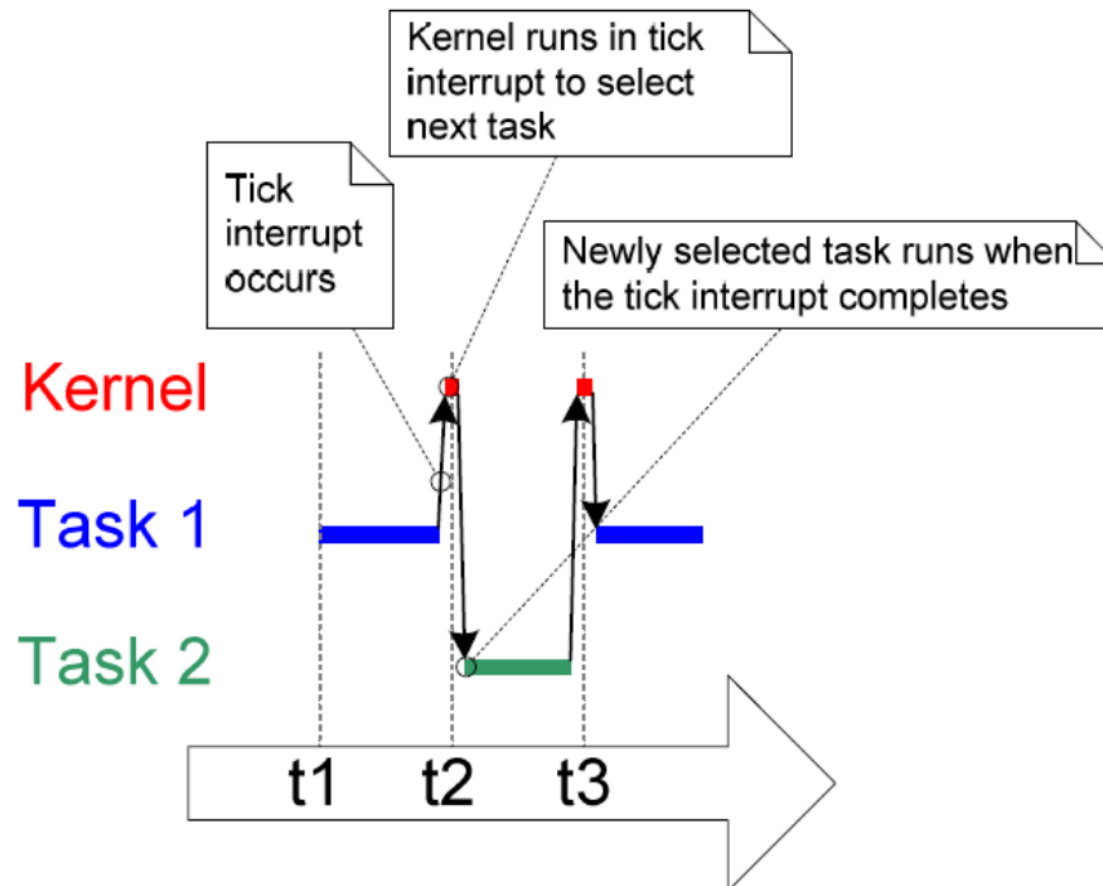 Kernel runs in tick
interrupt to select
next task
Tick
interrupt
occurs
Newly selected task runs when
the tick interrupt completes
Kernel
Task 1
Task 2
t1 t2 t3